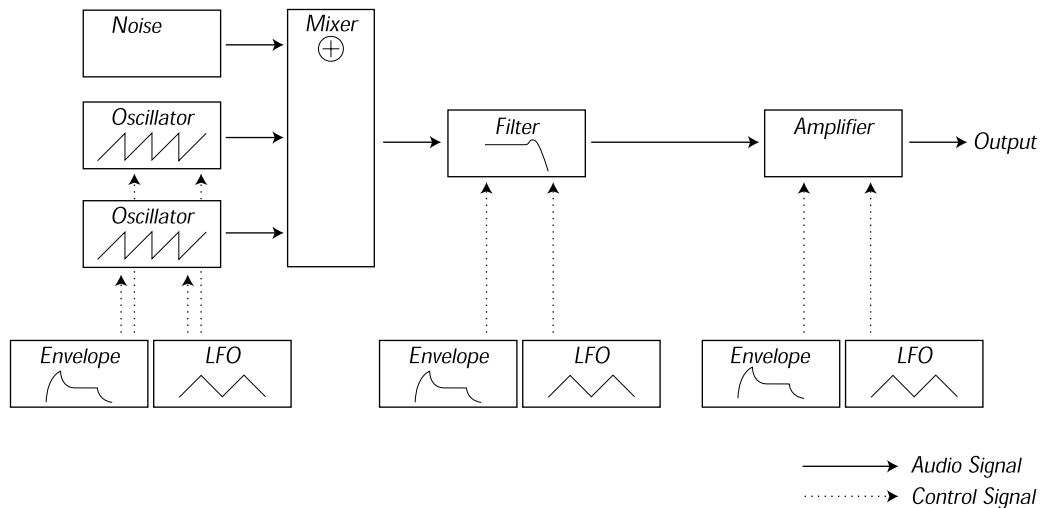 Noise
Mixer
Oscillator
Filter
Amplifier
Output
Oscillator
Envelope
LFO
Envelope
LFO
Envelope
LFO
Audio Signal
Control Signal